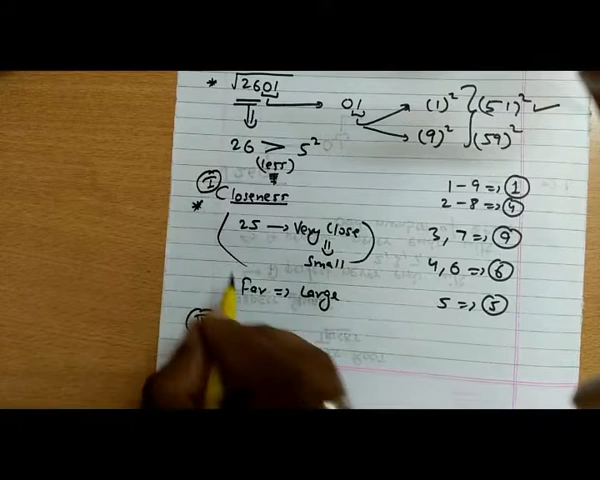 * √2601 → 01 → (1)² } (51)² ✓
→ (9)² } (59)²
26 > 5²
(less)
I Closeness
* 25 → Very Close
⇓
small
Far => Large
1 - 9 => 1
2 - 8 => 4
3, 7 => 9
4, 6 => 6
5 => 5